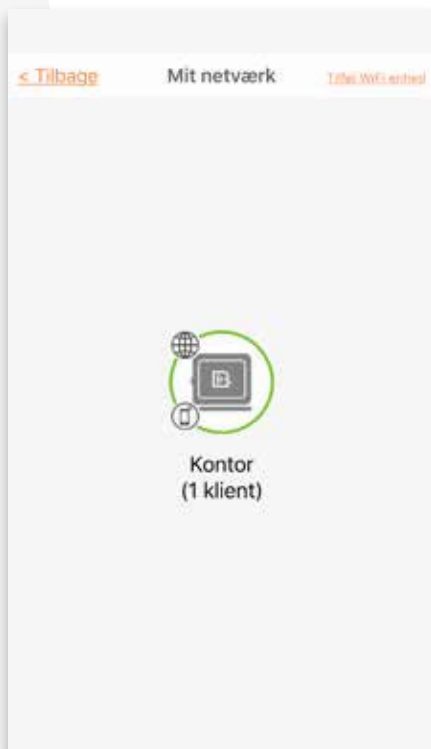 < Tilbage
Mit netværk
Tilføj WiFi enhed
Kontor
(1 klient)